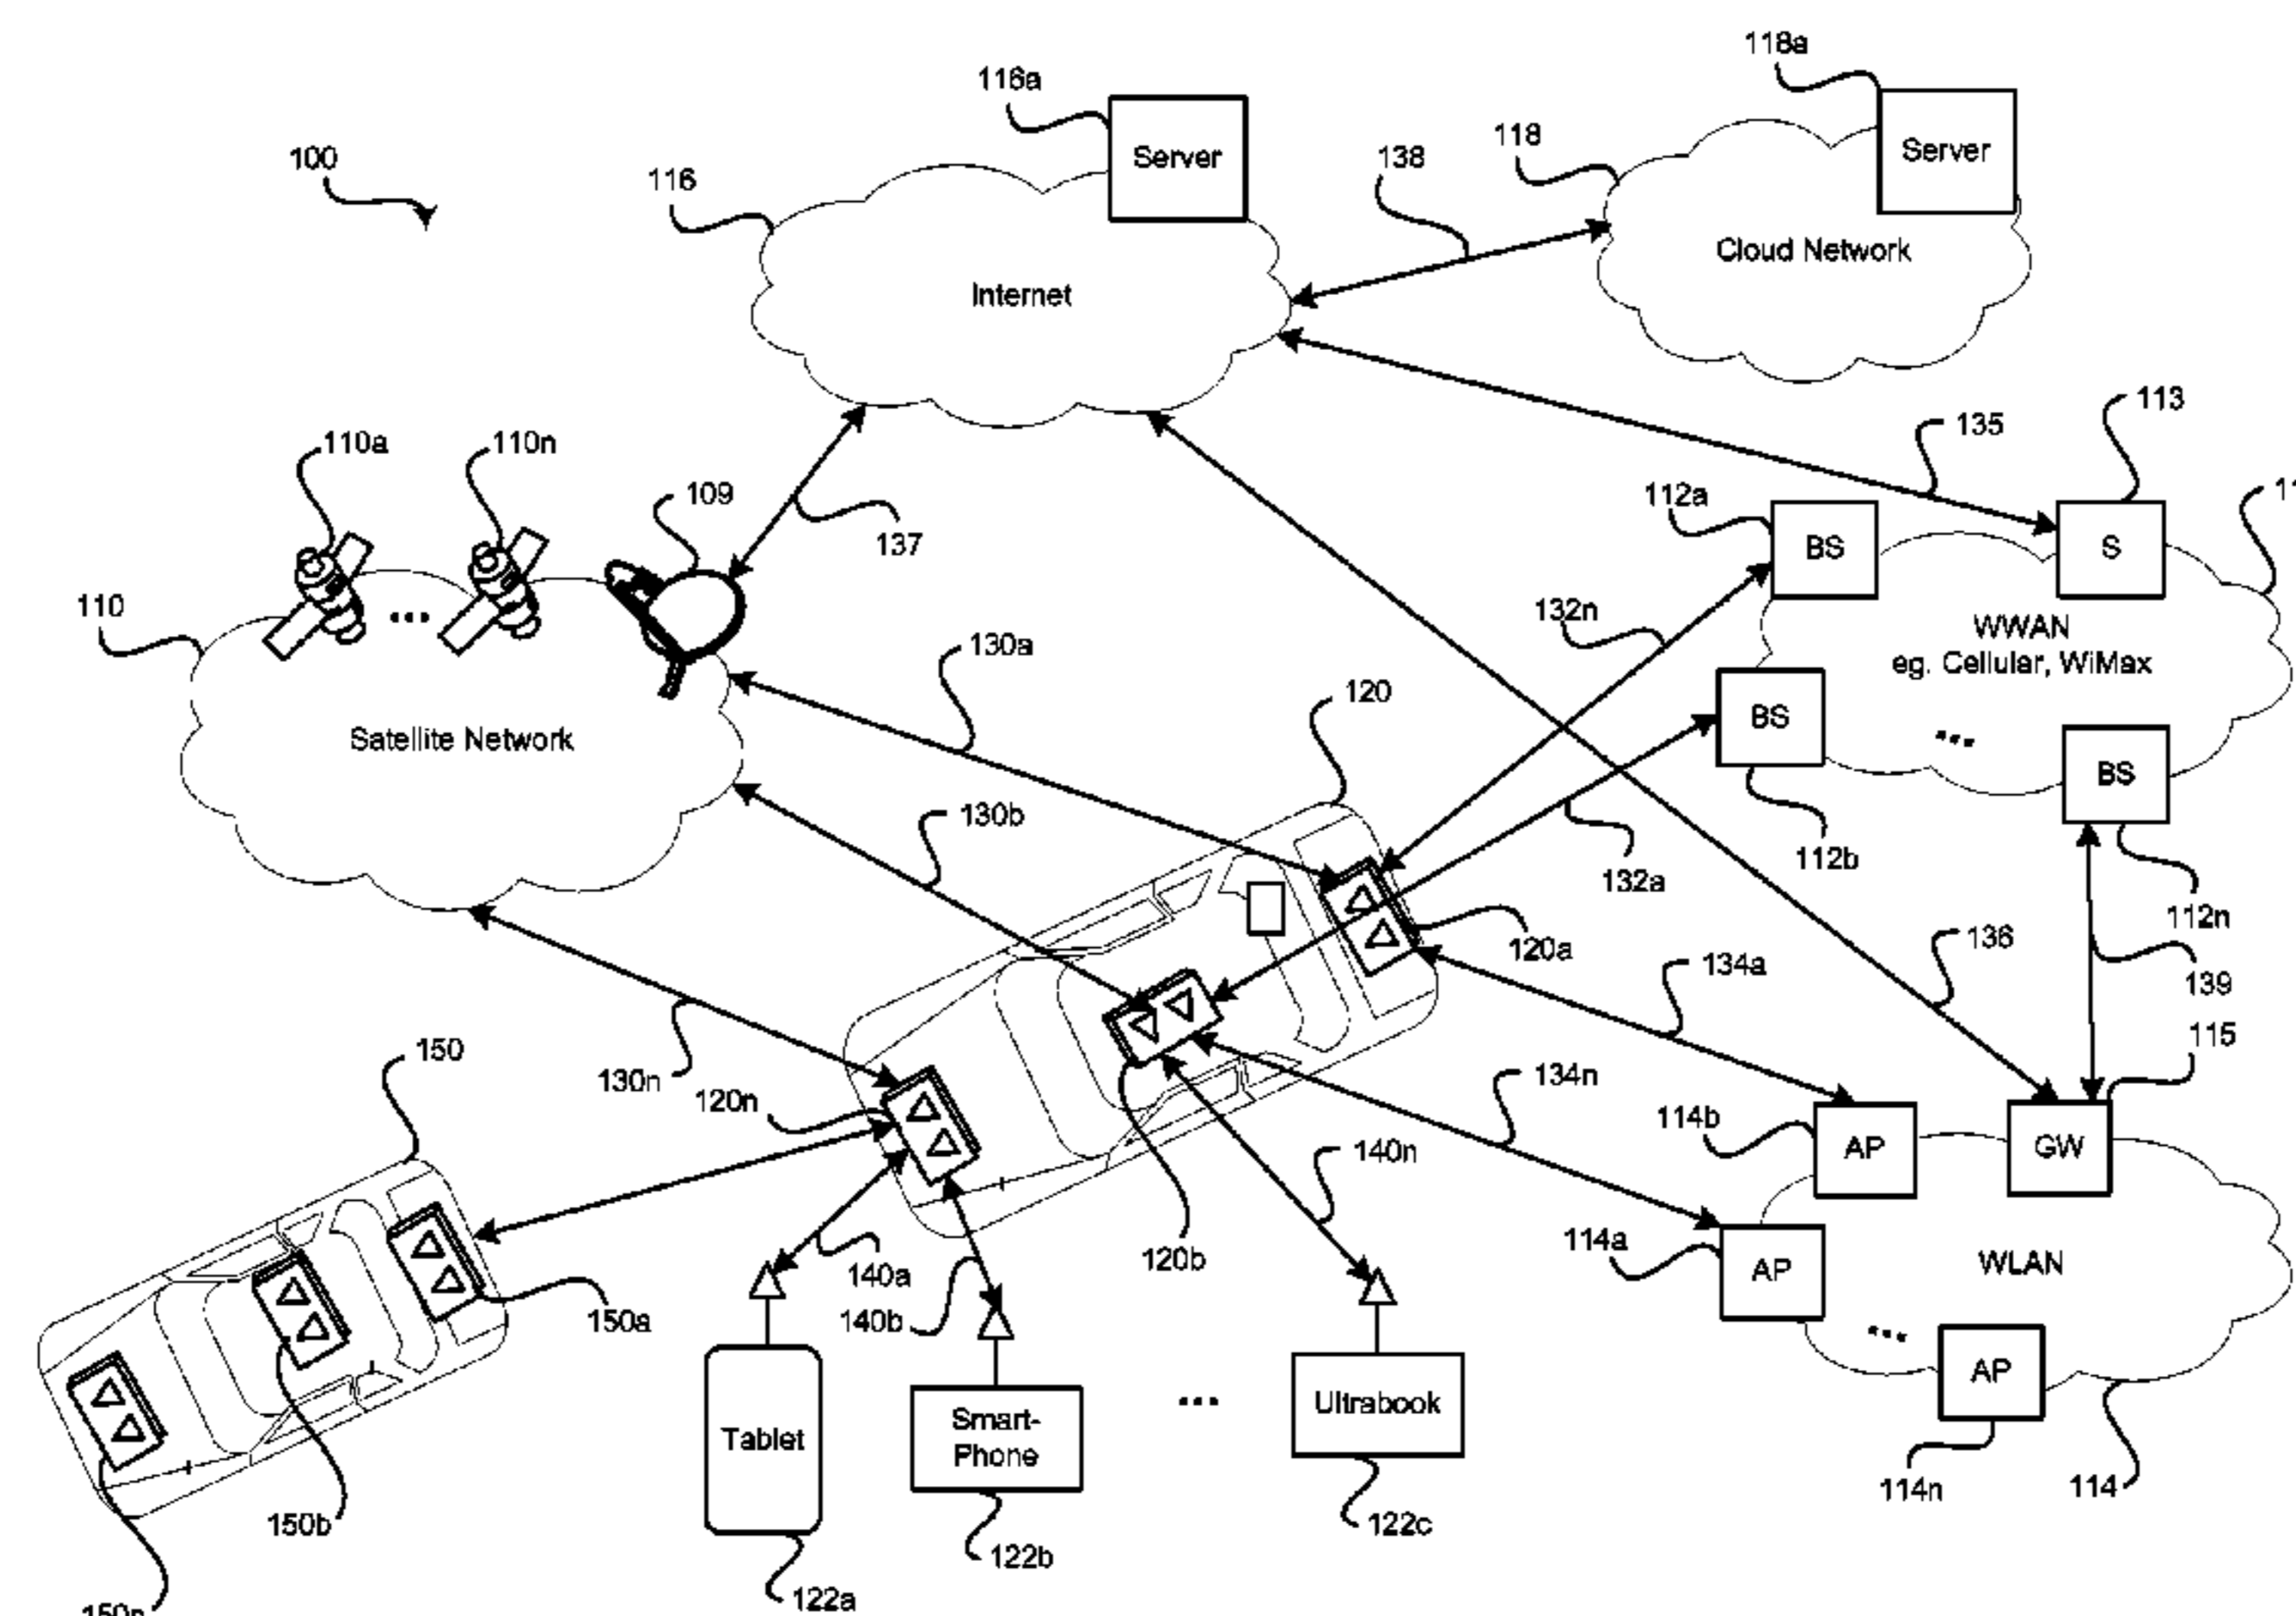 118a
116a
Server
Server
118
138
100
116
Cloud Network
Internet
113
135
110a
110n
109
112a
137
BS
S
110
132n
WWAN
eg. Cellular, WiMax
130a
120
BS
Satellite Network
...
BS
130b
112b
132a
112n
120a
136
134a
139
150
130n
120n
134n
115
114b
AP
GW
140n
114a
120b
WLAN
140a
AP
150a
140b
...
AP
...
Ultrabook
Tablet
Smart-
Phone
114n
114
150b
122c
122b
122a
150n